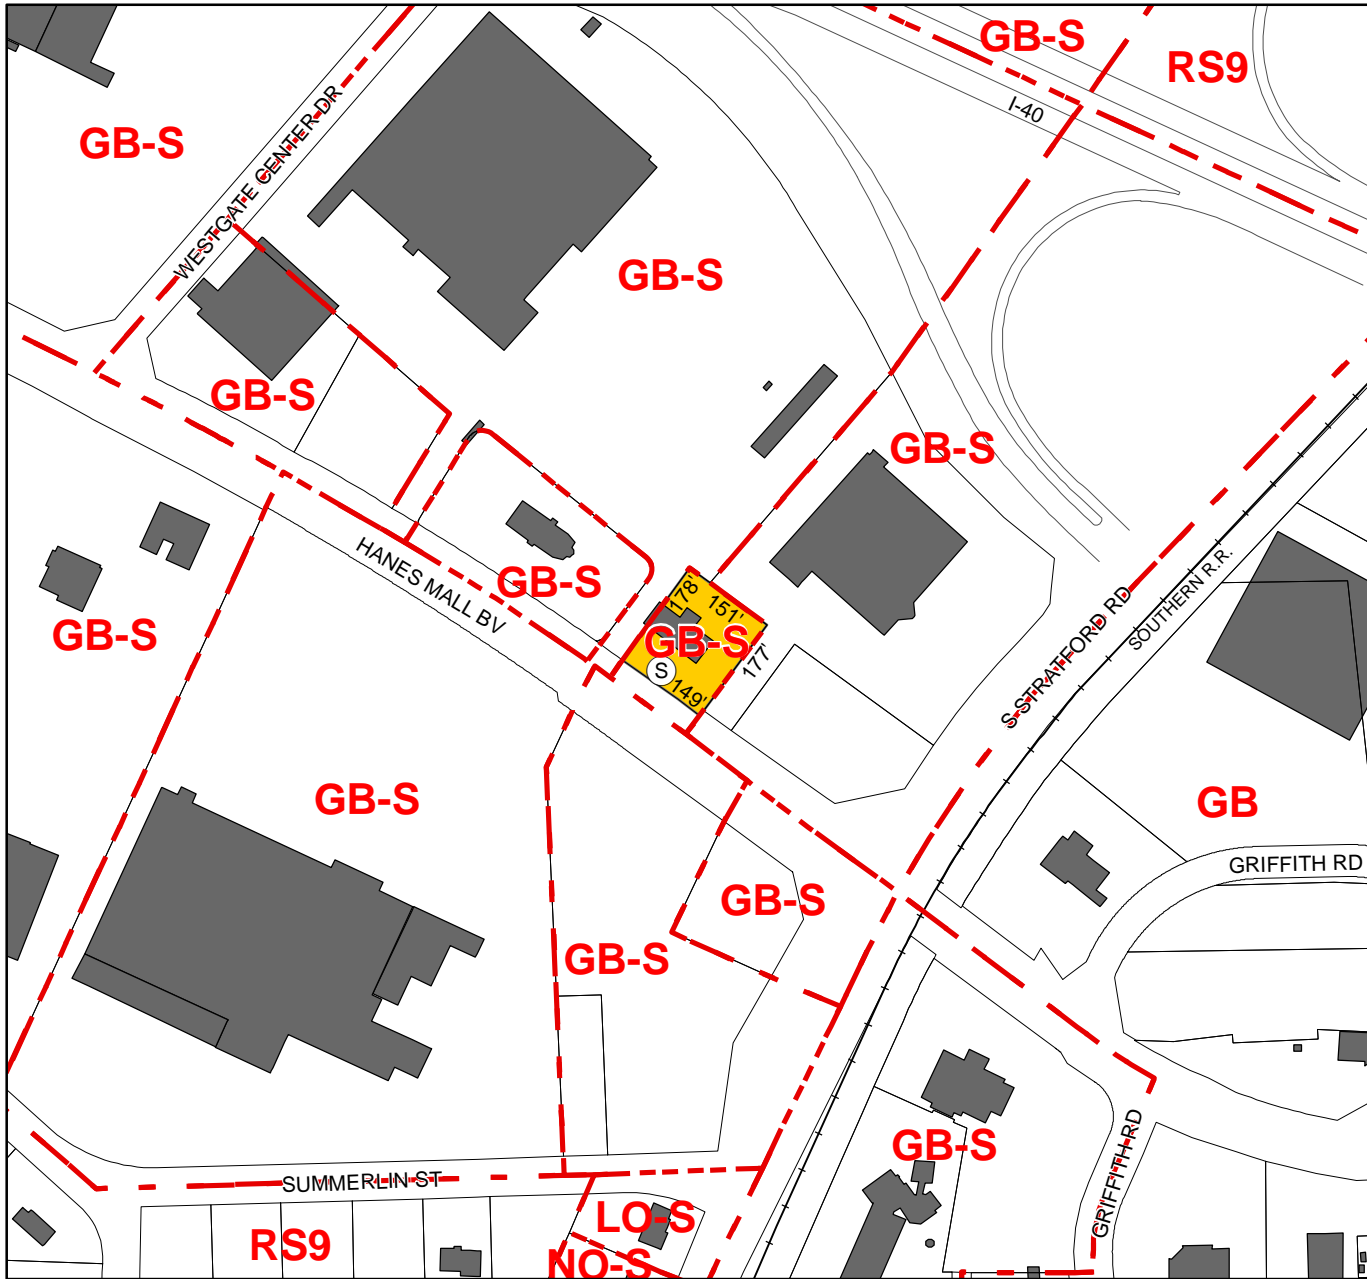 GB-S
RS9
I-40
GB-S
WESTGATE CENTER DR
GB-S
GB-S
GB-S
HANES MALL BV
GB-S
178'
151'
GB-S
177'
S
149'
S STRATFORD RD
SOUTHERN R.R.
GB-S
GB-S
GB
GRIFFITH RD
GB-S
GB-S
GB-S
GRIFFITH RD
SUMMERLIN ST
LO-S
RS9
NO-S